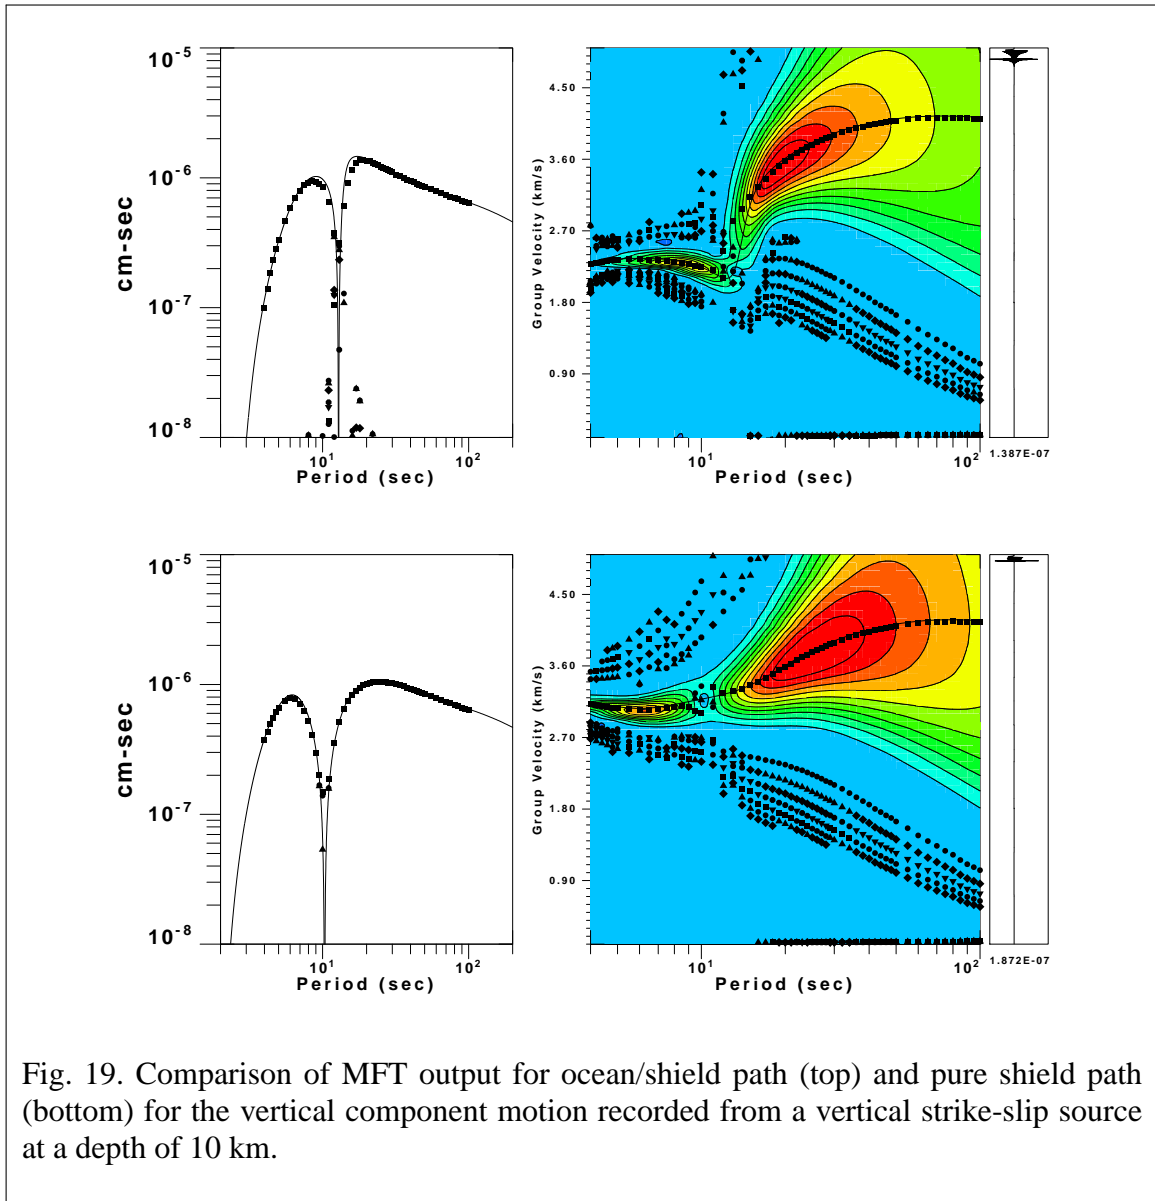 10-5
10-6
10-7
10-8
cm-sec
101
102
Period (sec)
4.50
3.60
2.70
1.80
0.90
Group Velocity (km/s)
101
102
Period (sec)
1.387E-07
10-5
10-6
10-7
10-8
cm-sec
101
102
Period (sec)
4.50
3.60
2.70
1.80
0.90
Group Velocity (km/s)
101
102
Period (sec)
1.872E-07
Fig. 19. Comparison of MFT output for ocean/shield path (top) and pure shield path
(bottom) for the vertical component motion recorded from a vertical strike-slip source
at a depth of 10 km.